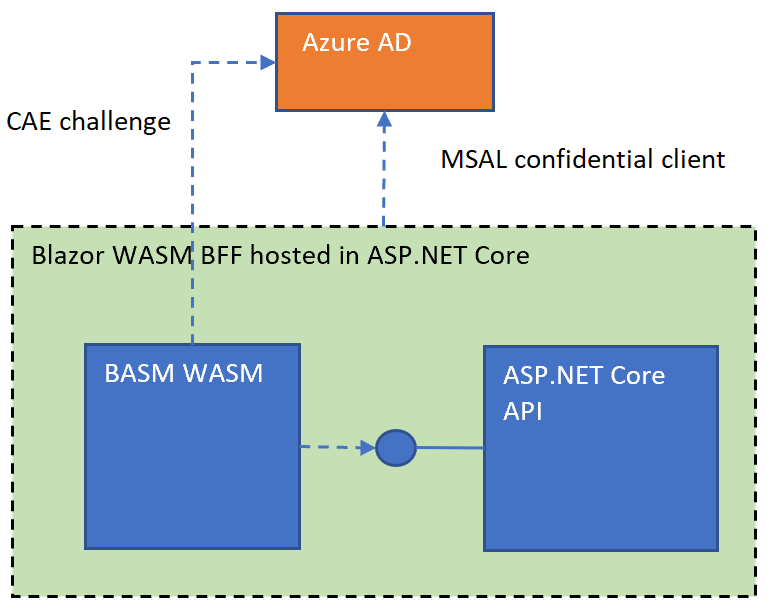 Azure AD
CAE challenge
MSAL confidential client
Blazor WASM BFF hosted in ASP.NET Core
BASM WASM
ASP.NET Core
API